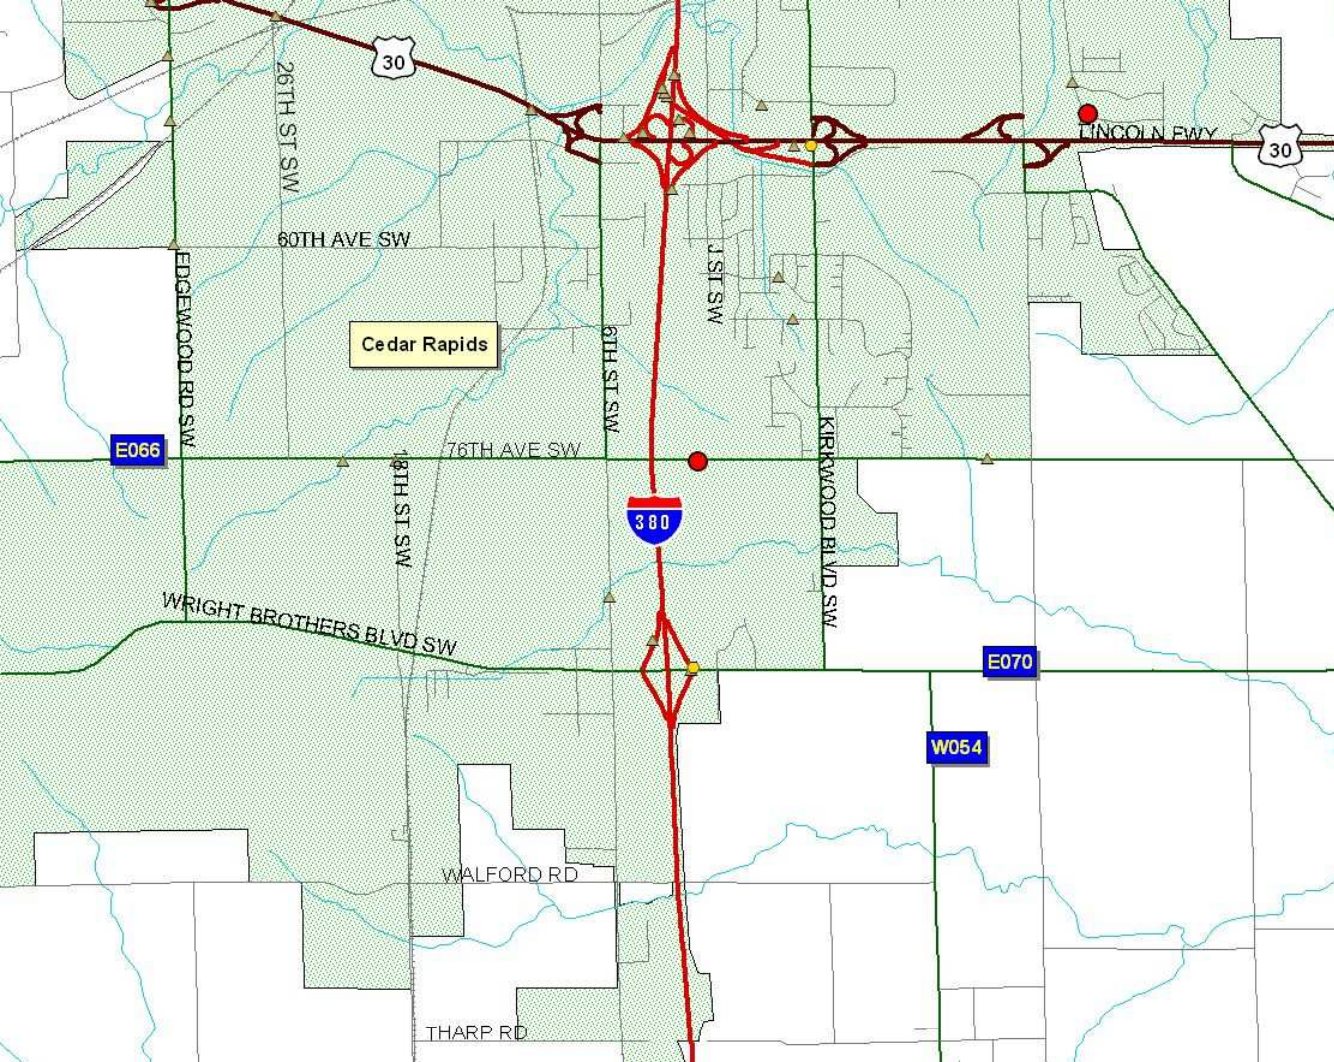 30
26TH ST SW
LINCOLN FWY
30
60TH AVE SW
J ST SW
EDGEWOOD RD SW
Cedar Rapids
6TH ST SW
E066
76TH AVE SW
18TH ST SW
KIRKWOOD BLVD SW
380
WRIGHT BROTHERS BLVD SW
E070
W054
WALFORD RD
THARP RD